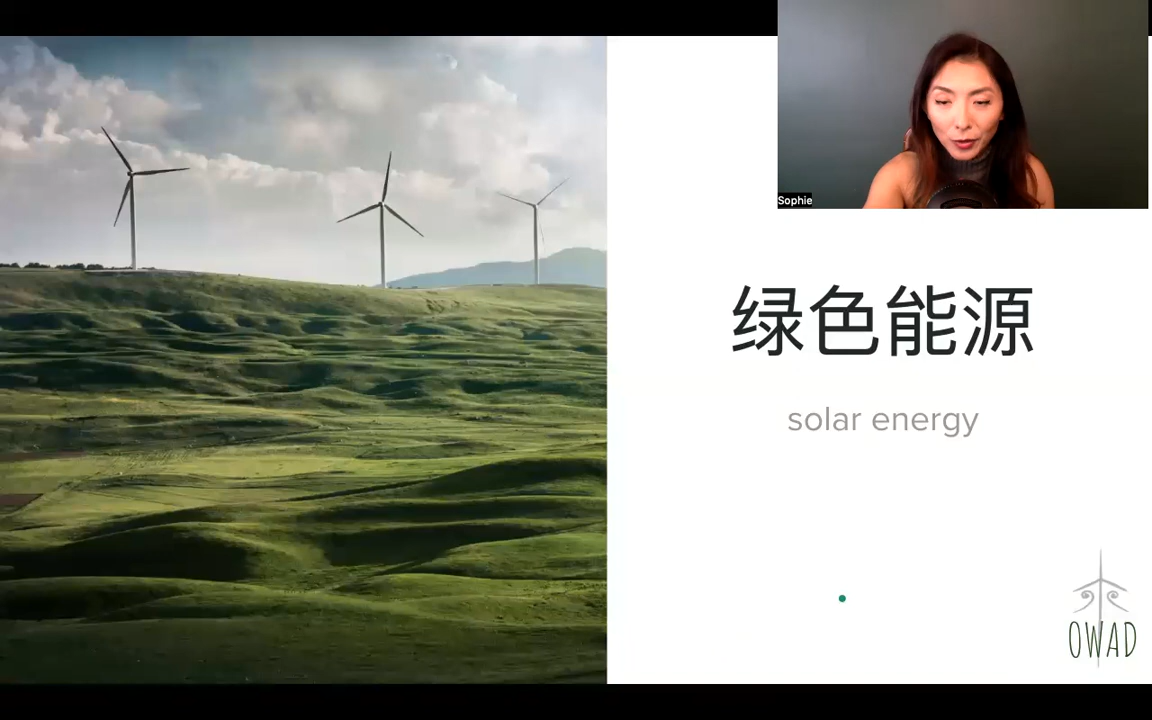 Sophie
绿色能源
solar energy
OWAD